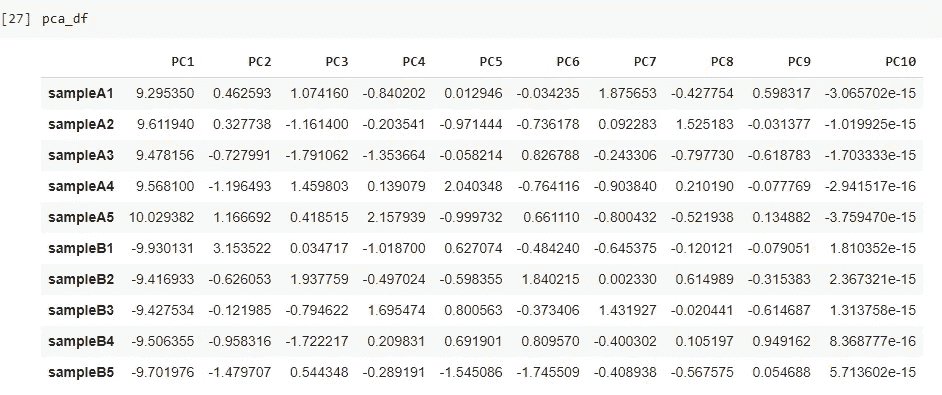 [27] pca_df
PC1 PC2 PC3 PC4 PC5 PC6 PC7 PC8 PC9 PC10
sampleA1 9.295350 0.462593 1.074160 -0.840202 0.012946 -0.034235 1.875653 -0.427754 0.598317 -3.065702e-15
sampleA2 9.611940 0.327738 -1.161400 -0.203541 -0.971444 -0.736178 0.092283 1.525183 -0.031377 -1.019925e-15
sampleA3 9.478156 -0.727991 -1.791062 -1.353664 -0.058214 0.826788 -0.243306 -0.797730 -0.618783 -1.703333e-15
sampleA4 9.568100 -1.196493 1.459803 0.139079 2.040348 -0.764116 -0.903840 0.210190 -0.077769 -2.941517e-16
sampleA5 10.029382 1.166692 0.418515 2.157939 -0.999732 0.661110 -0.800432 -0.521938 0.134882 -3.759470e-15
sampleB1 -9.930131 3.153522 0.034717 -1.018700 0.627074 -0.484240 -0.645375 -0.120121 -0.079051 1.810352e-15
sampleB2 -9.416933 -0.626053 1.937759 -0.497024 -0.598355 1.840215 0.002330 0.614989 -0.315383 2.367321e-15
sampleB3 -9.427534 -0.121985 -0.794622 1.695474 0.800563 -0.373406 1.431927 -0.020441 -0.614687 1.313758e-15
sampleB4 -9.506355 -0.958316 -1.722217 0.209831 0.691901 0.809570 -0.400302 0.105197 0.949162 8.368777e-16
sampleB5 -9.701976 -1.479707 0.544348 -0.289191 -1.545086 -1.745509 -0.408938 -0.567575 0.054688 5.713602e-15